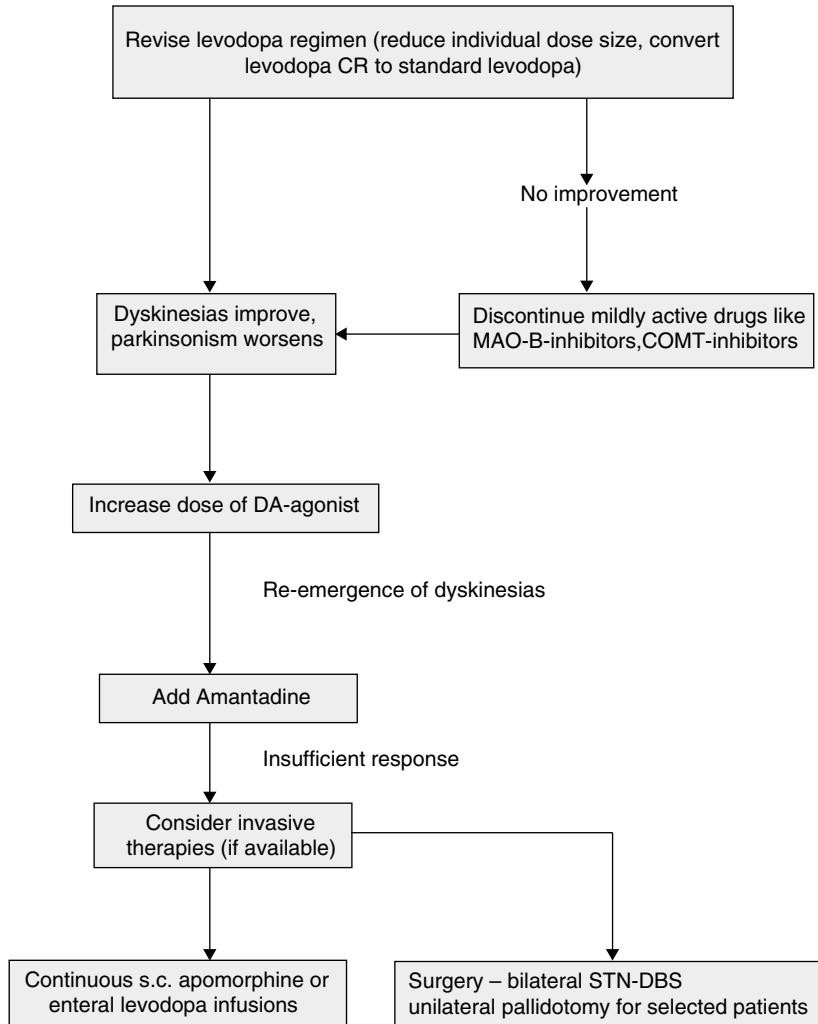 Revise levodopa regimen (reduce individual dose size, convert
levodopa CR to standard levodopa)
No improvement
Dyskinesias improve,
parkinsonism worsens
Discontinue mildly active drugs like
MAO-B-inhibitors,COMT-inhibitors
Increase dose of DA-agonist
Re-emergence of dyskinesias
Add Amantadine
Insufficient response
Consider invasive
therapies (if available)
Continuous s.c. apomorphine or
enteral levodopa infusions
Surgery – bilateral STN-DBS
unilateral pallidotomy for selected patients